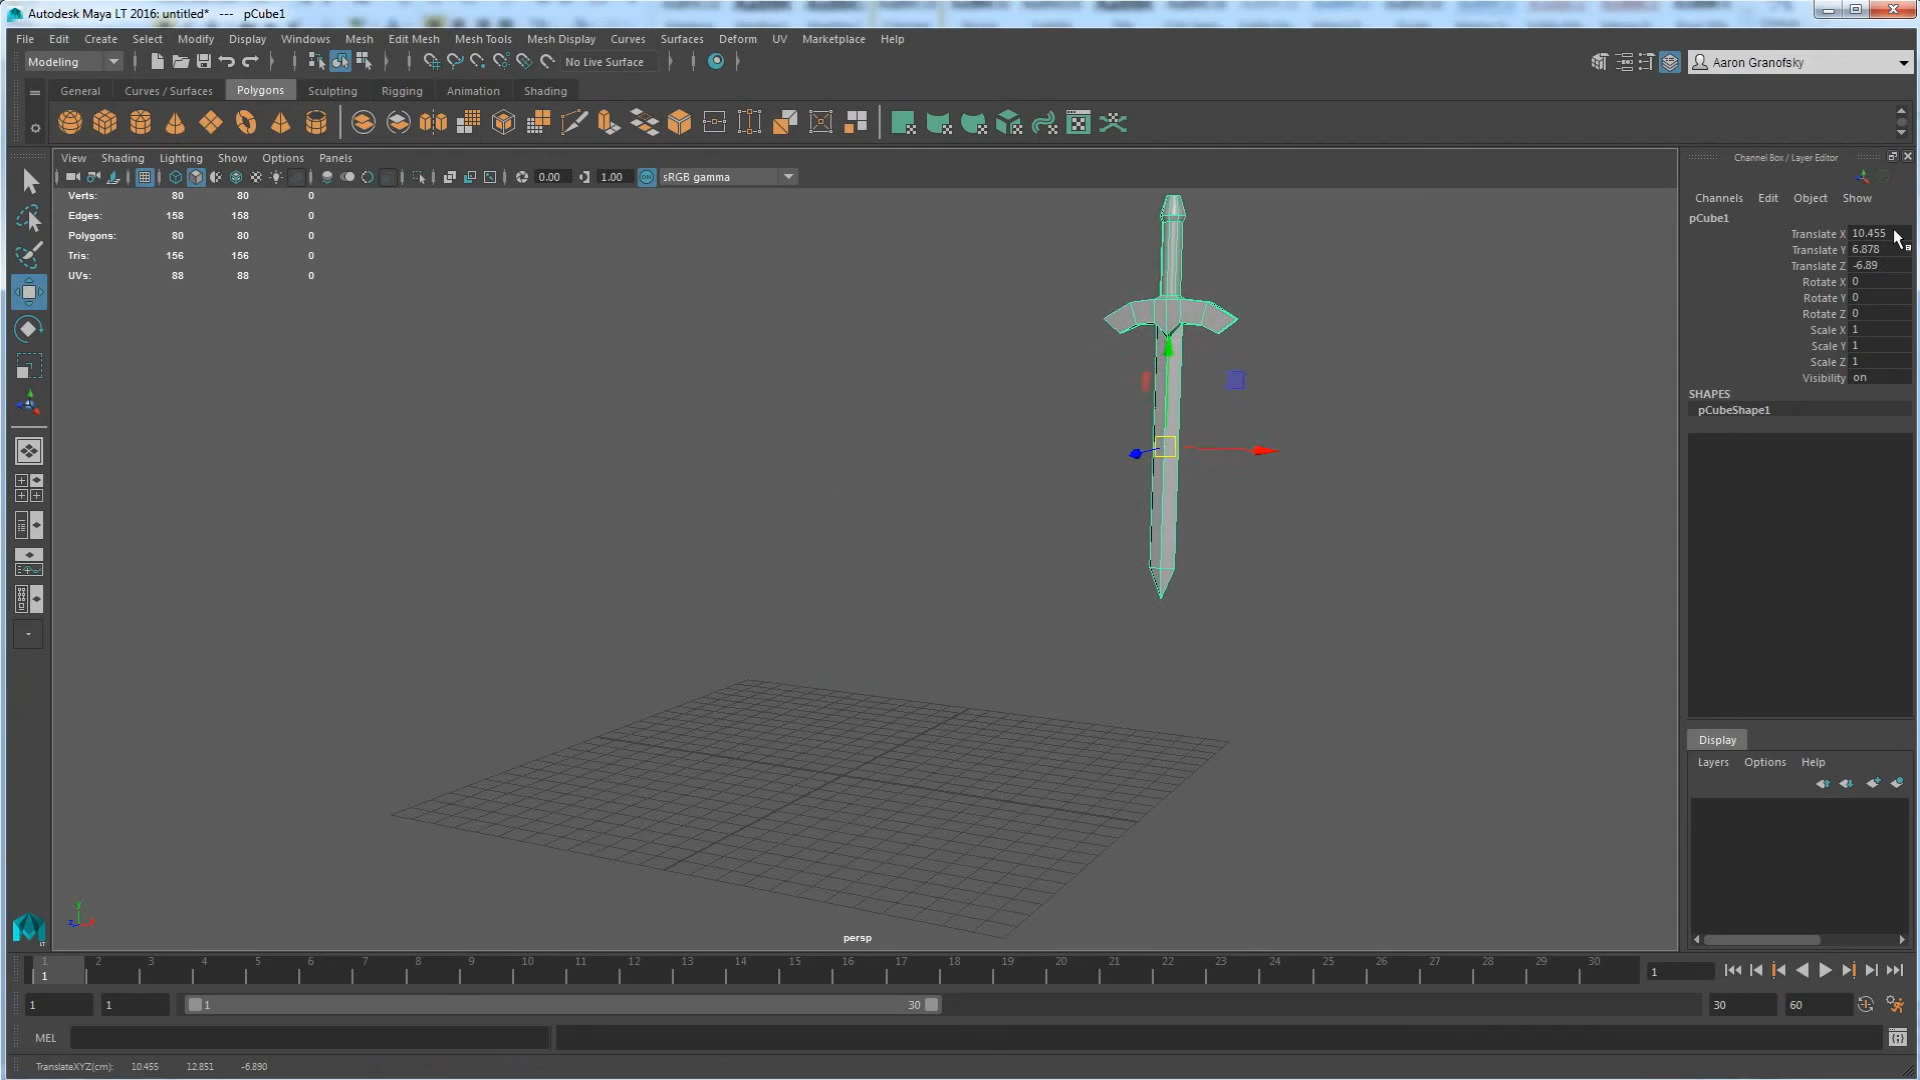 Autodesk Maya LT 2016: untitled* --- pCube1
File Edit Create Select Modify Display Windows Mesh Edit Mesh Mesh Tools Mesh Display Curves Surfaces Deform UV Marketplace Help
Modeling No Live Surface Aaron Granofsky
General Curves / Surfaces Polygons Sculpting Rigging Animation Shading
View Shading Lighting Show Options Panels
0.00 1.00 sRGB gamma
Verts: 80 80 0
Edges: 158 158 0
Polygons: 80 80 0
Tris: 156 156 0
UVs: 88 88 0
Channel Box / Layer Editor
Channels Edit Object Show
pCube1
Translate X 10.455
Translate Y 6.878
Translate Z -6.89
Rotate X 0
Rotate Y 0
Rotate Z 0
Scale X 1
Scale Y 1
Scale Z 1
Visibility on
SHAPES
pCubeShape1
Display
Layers Options Help
y
persp
LT
1 2 3 4 5 6 7 8 9 10 11 12 13 14 15 16 17 18 19 20 21 22 23 24 25 26 27 28 29 30
1 1
1 1 1 30 30 60
MEL
TranslateXYZ(cm): 10.455 12.851 -6.890